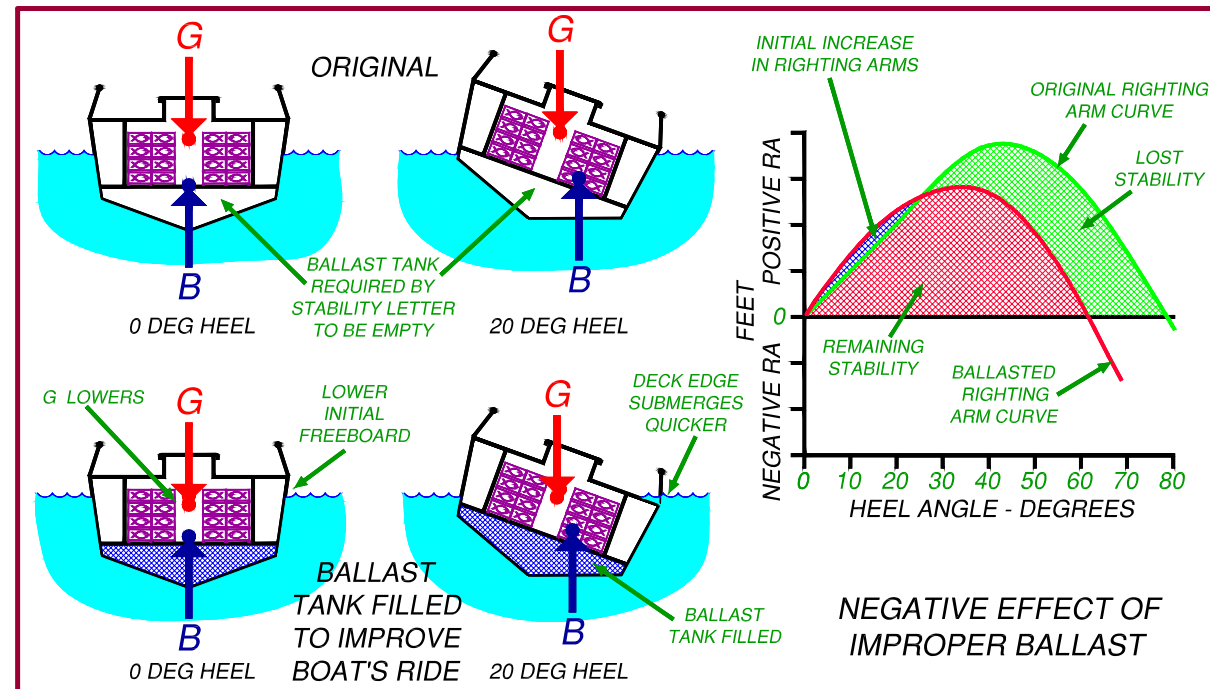 G
ORIGINAL
G
B
0 DEG HEEL
BALLAST TANK
REQUIRED BY
STABILITY LETTER
TO BE EMPTY
B
20 DEG HEEL
G LOWERS
G
LOWER
INITIAL
FREEBOARD
B
0 DEG HEEL
BALLAST
TANK FILLED
TO IMPROVE
BOAT'S RIDE
G
DECK EDGE
SUBMERGES
QUICKER
B
20 DEG HEEL
BALLAST
TANK FILLED
INITIAL INCREASE
IN RIGHTING ARMS
ORIGINAL RIGHTING
ARM CURVE
LOST
STABILITY
FEET
POSITIVE RA
NEGATIVE RA
0
REMAINING
STABILITY
BALLASTED
RIGHTING
ARM CURVE
0 10 20 30 40 50 60 70 80
HEEL ANGLE - DEGREES
NEGATIVE EFFECT OF
IMPROPER BALLAST